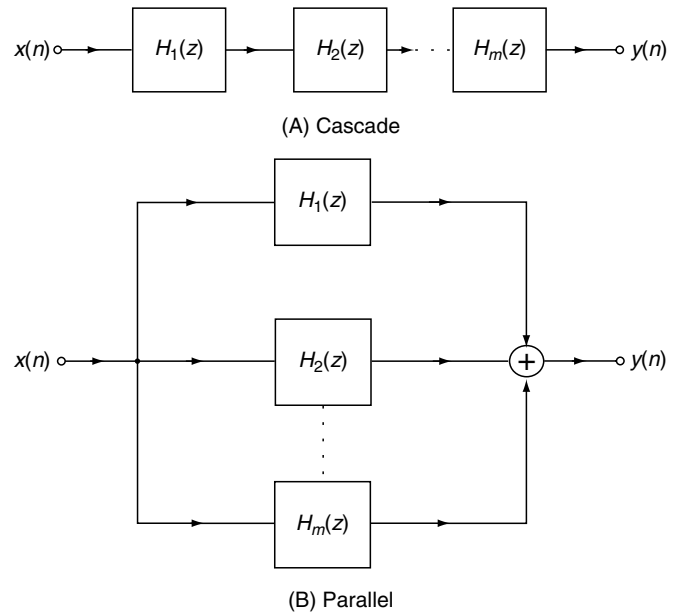 x(n) H₁(z) H₂(z) Hₘ(z) y(n)
(A) Cascade
H₁(z)
x(n) H₂(z) + y(n)
Hₘ(z)
(B) Parallel